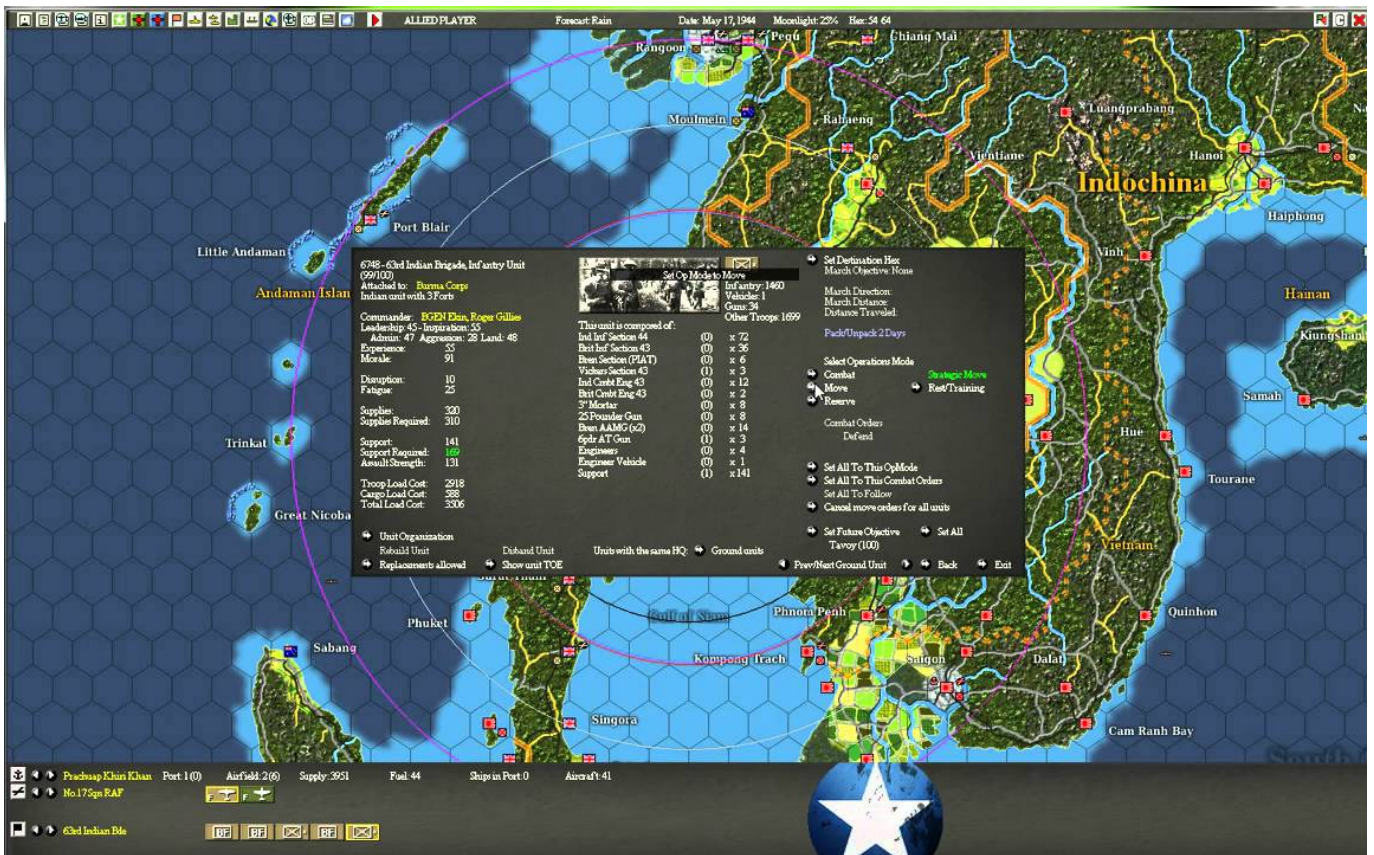 ALLIED PLAYER Forecast: Rain Date: May 17, 1944 Moonlight: 25% Hex: 54 64
Rangoon Pegu Chiang Mai
Moulmein Rahaeng Luangprabang
Vientiane Hanoi
Indochina
Haiphong
Port Blair
Little Andaman Vinh
Hainan
Kiungshan
Samah
Trinkat Hue
Tourane
Great Nicoba
Vietnam
6748 - 63rd Indian Brigade, Infantry Unit
(99/100)
Attached to: Burma Corps
Indian unit with 3 Forts
Commander: BGEN Ekin, Roger Gillies
Leadership: 45 - Inspiration: 55
Admin: 47 Aggression: 28 Land: 48
Experience: 55
Morale: 91
Disruption: 10
Fatigue: 25
Supplies: 320
Supplies Required: 310
Support: 141
Support Required: 169
Assault Strength: 131
Troop Load Cost: 2918
Cargo Load Cost: 588
Total Load Cost: 3506
Unit Organization
Rebuild Unit Disband Unit Units with the same HQ: Ground units
Replacements allowed Show unit TOE
Set Op Mode to Move
Infantry: 1460
Vehicles: 1
Guns: 34
Other Troops: 1699
This unit is composed of:
Ind Inf Section 44 (0) x 72
Brit Inf Section 43 (0) x 36
Bren Section (PIAT) (0) x 6
Vickers Section 43 (1) x 3
Ind Cmbt Eng 43 (0) x 12
Brit Cmbt Eng 43 (0) x 2
3" Mortar (0) x 8
25 Pounder Gun (0) x 8
Bren AAMG (x2) (0) x 14
6pdr AT Gun (1) x 3
Engineers (0) x 4
Engineer Vehicle (0) x 1
Support (1) x 141
Set Destination Hex
March Objective: None
March Direction:
March Distance:
Distance Traveled:
Pack/Unpack 2 Days
Select Operations Mode
Combat Strategic Move
Move Rest/Training
Reserve
Combat Orders
Defend
Set All To This OpMode
Set All To This Combat Orders
Set All To Follow
Cancel move orders for all units
Set Future Objective Set All
Tavoy (100)
Prev/Next Ground Unit Back Exit
Phuket Gulf of Siam Phnom Penh Quinhon
Sabang Kompong Trach Saigon Dalat
Singora Cam Ranh Bay
Prachuap Khiri Khan Port: 1 (0) Airfield: 2(6) Supply: 3951 Fuel: 44 Ships in Port: 0 Aircraft: 41
No.17 Sqn RAF F F
63rd Indian Bde BF BF BF